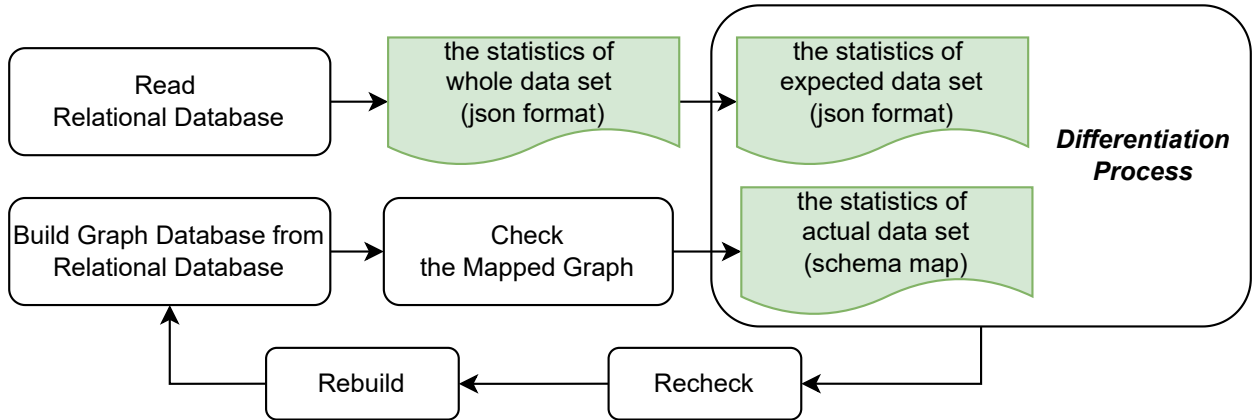 Read
Relational Database
the statistics of
whole data set
(json format)
the statistics of
expected data set
(json format)
Differentiation
Process
Build Graph Database from
Relational Database
Check
the Mapped Graph
the statistics of
actual data set
(schema map)
Rebuild
Recheck